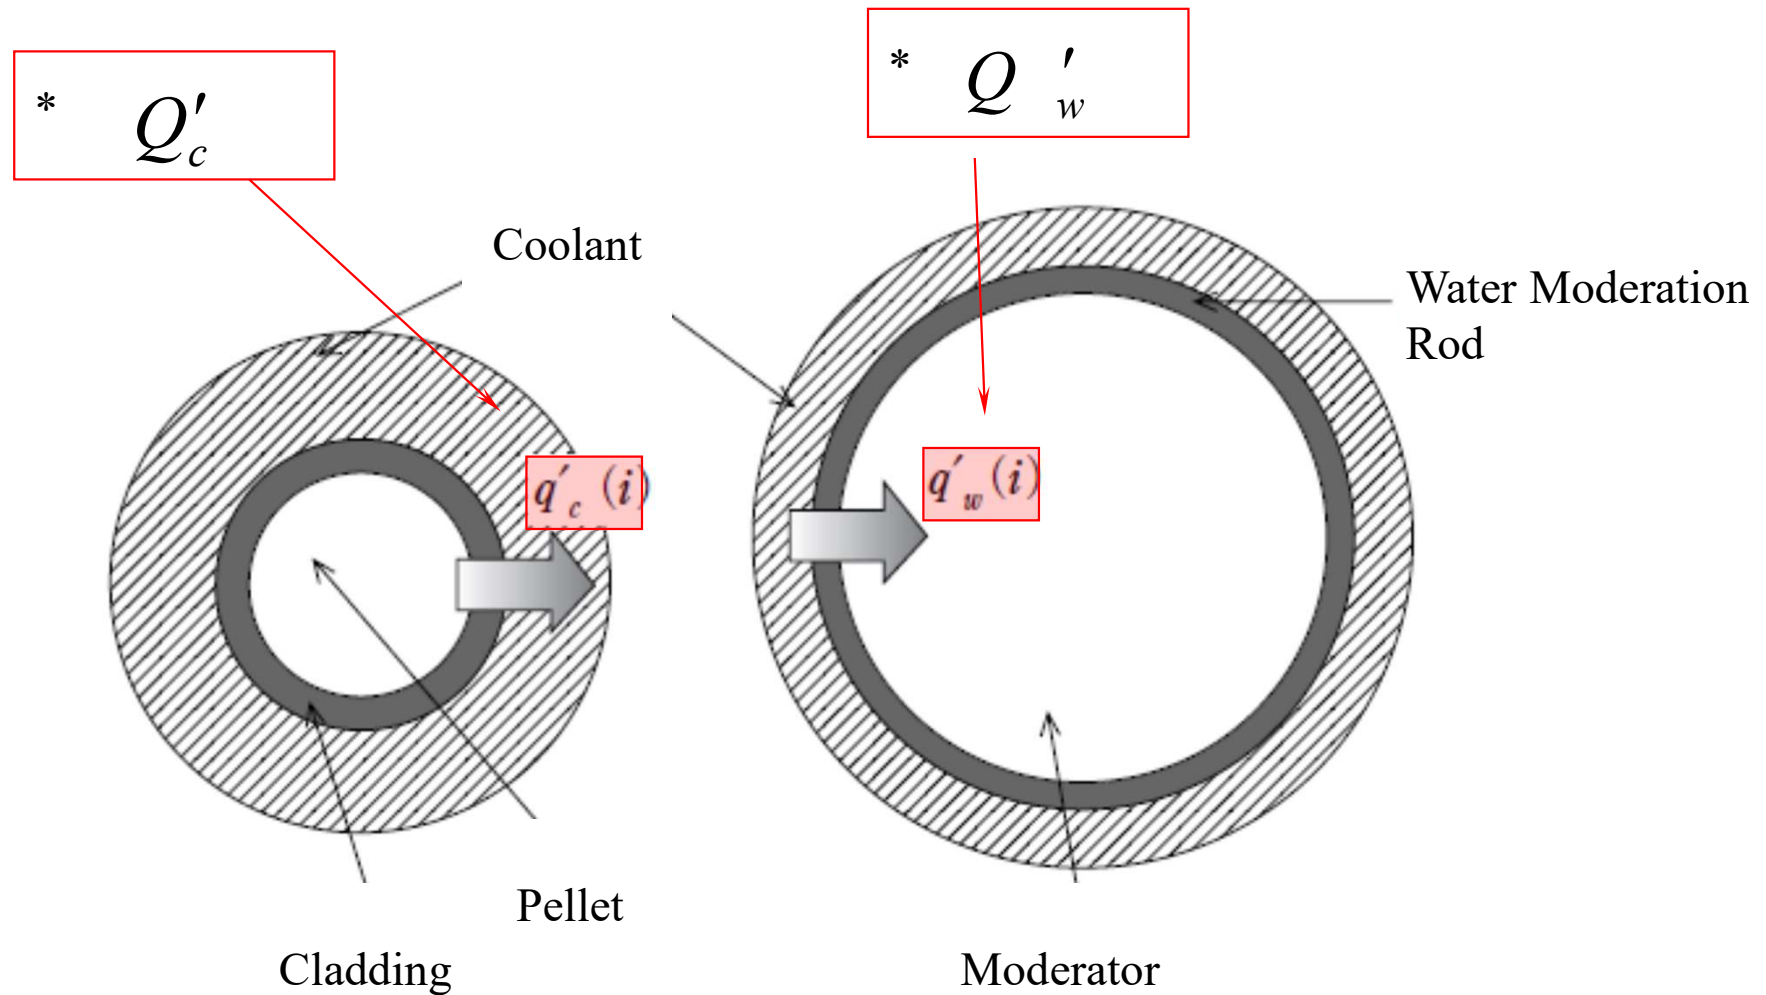 * Q′c
* Q ′w
Coolant
Water Moderation
Rod
q′c (i)
q′w (i)
Pellet
Cladding
Moderator